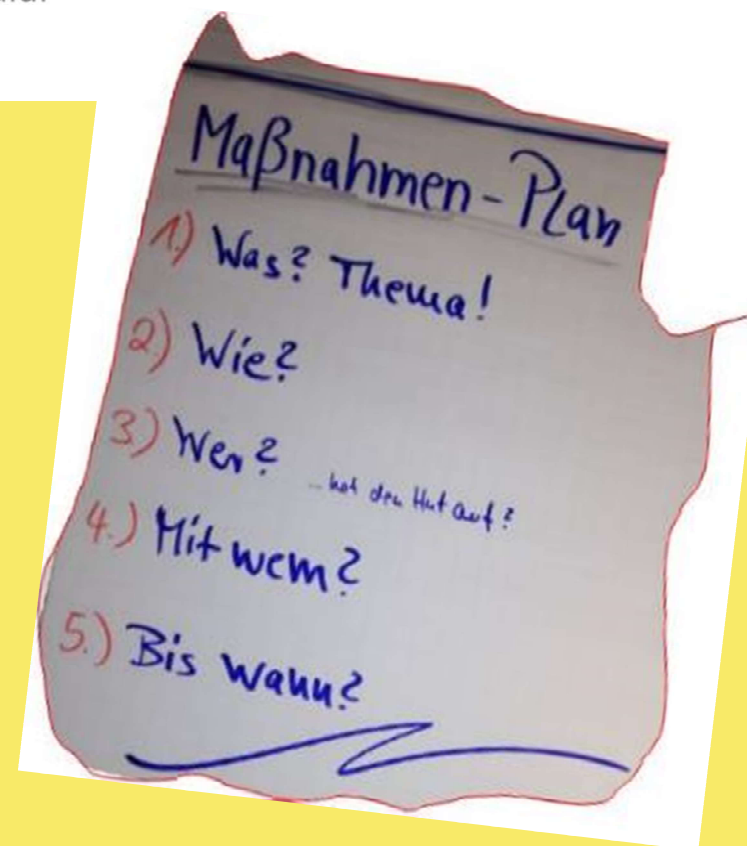 Maßnahmen-Plan
1.) Was? Thema!
2.) Wie?
3.) Wer? ...hat den Hut auf?
4.) Mit wem?
5.) Bis wann?